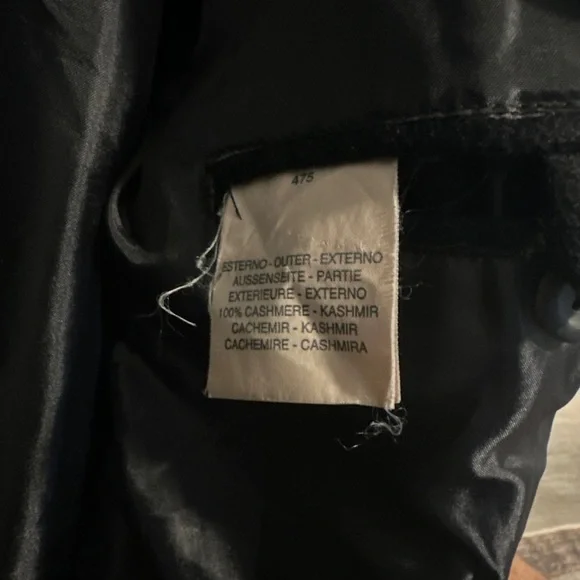 475
ESTERNO - OUTER - EXTERNO
AUSSENSEITE - PARTIE
EXTERIEURE - EXTERNO
100% CASHMERE - KASHMIR
CACHEMIR - KASHMIR
CACHEMIRE - CASHMIRA